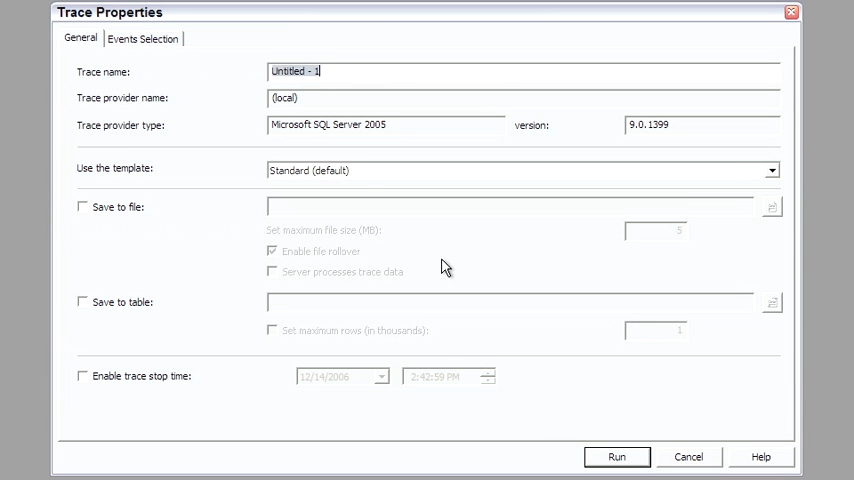 Trace Properties
General
Events Selection
Trace name: Untitled - 1
Trace provider name: (local)
Trace provider type: Microsoft SQL Server 2005 version: 9.0.1399
Use the template: Standard (default)
Save to file:
Set maximum file size (MB): 5
Enable file rollover
Server processes trace data
Save to table:
Set maximum rows (in thousands): 1
Enable trace stop time: 12/14/2006 2:42:59 PM
Run Cancel Help